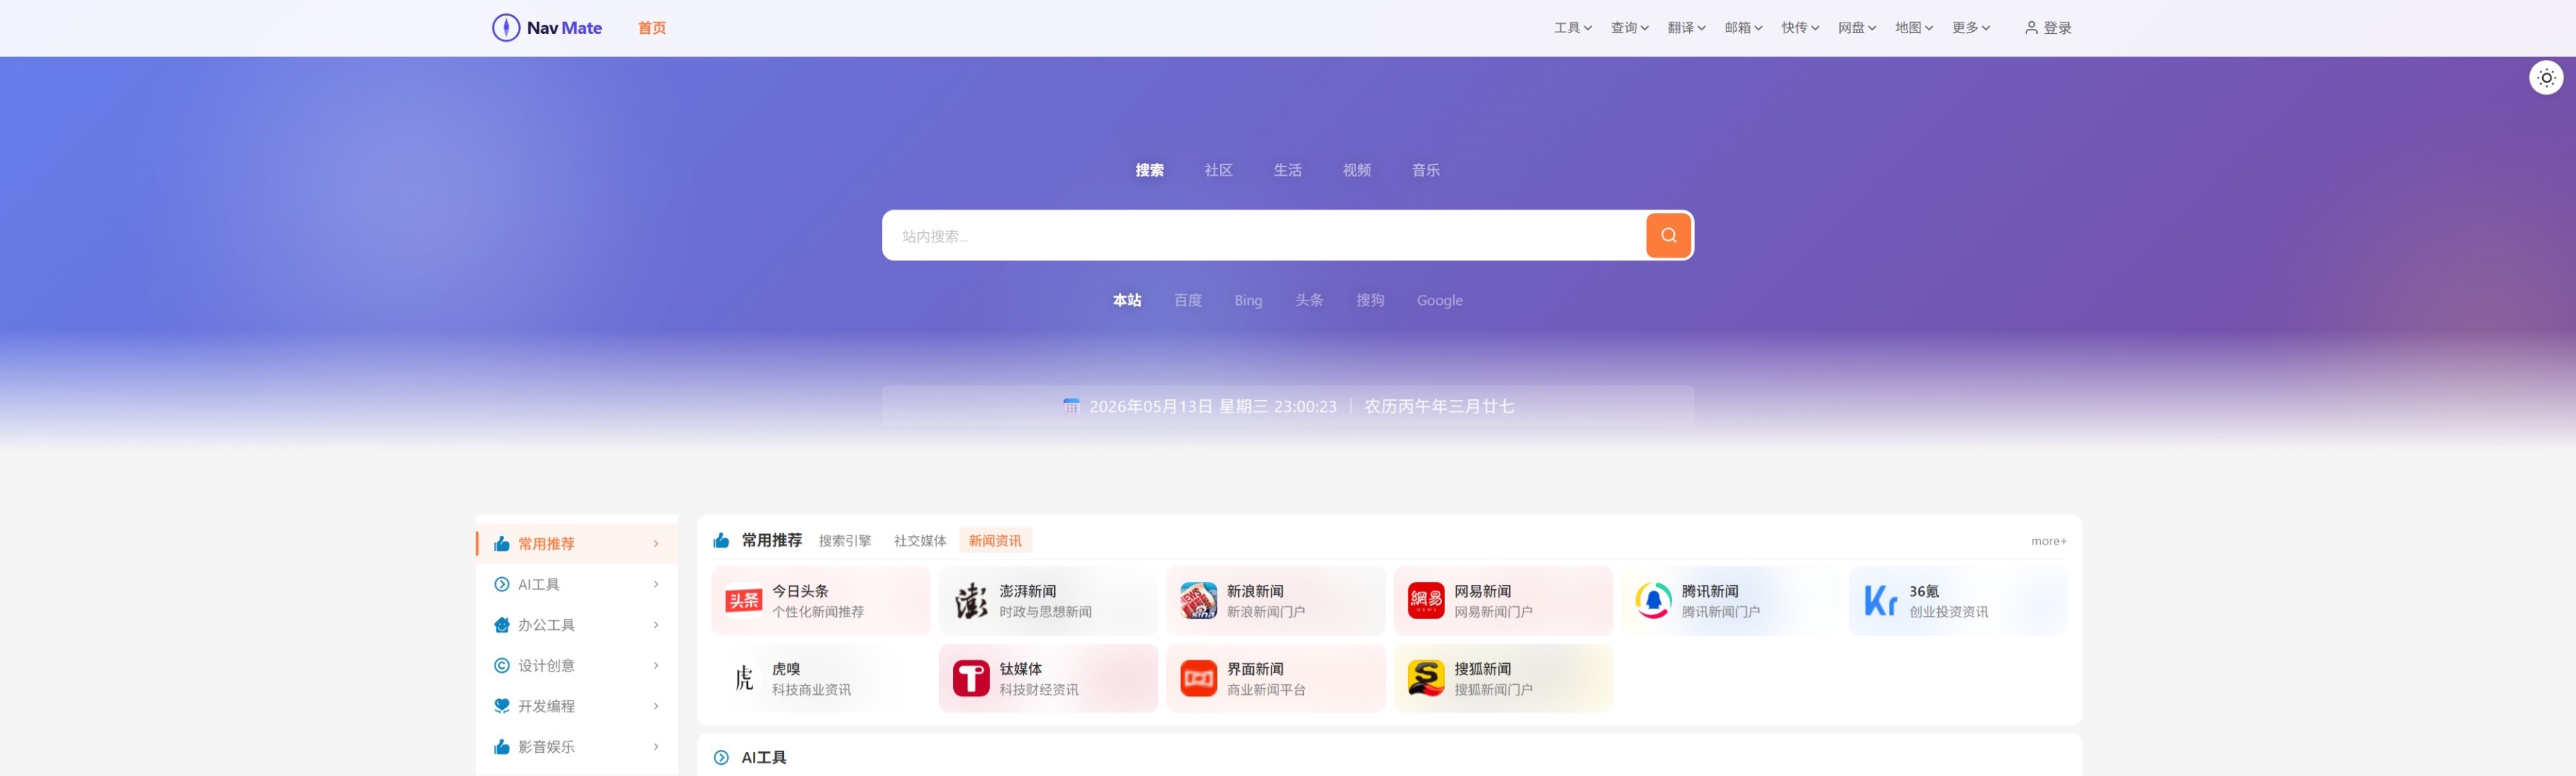 Nav Mate 首页 工具 查询 翻译 邮箱 快传 网盘 地图 更多 登录
搜索 社区 生活 视频 音乐
站内搜索...
本站 百度 Bing 头条 搜狗 Google
2026年05月13日 星期三 23:00:23 | 农历丙午年三月廿七
常用推荐
AI工具
办公工具
设计创意
开发编程
影音娱乐
常用推荐 搜索引擎 社交媒体 新闻资讯 more+
头条 今日头条
个性化新闻推荐
澎 澎湃新闻
时政与思想新闻
NEWS 新浪新闻
新浪新闻门户
網易 NEWS 网易新闻
网易新闻门户
腾讯新闻
腾讯新闻门户
Kr 36氪
创业投资资讯
虎 虎嗅
科技商业资讯
T 钛媒体
科技财经资讯
界面新闻
商业新闻平台
S 搜狐新闻
搜狐新闻门户
AI工具